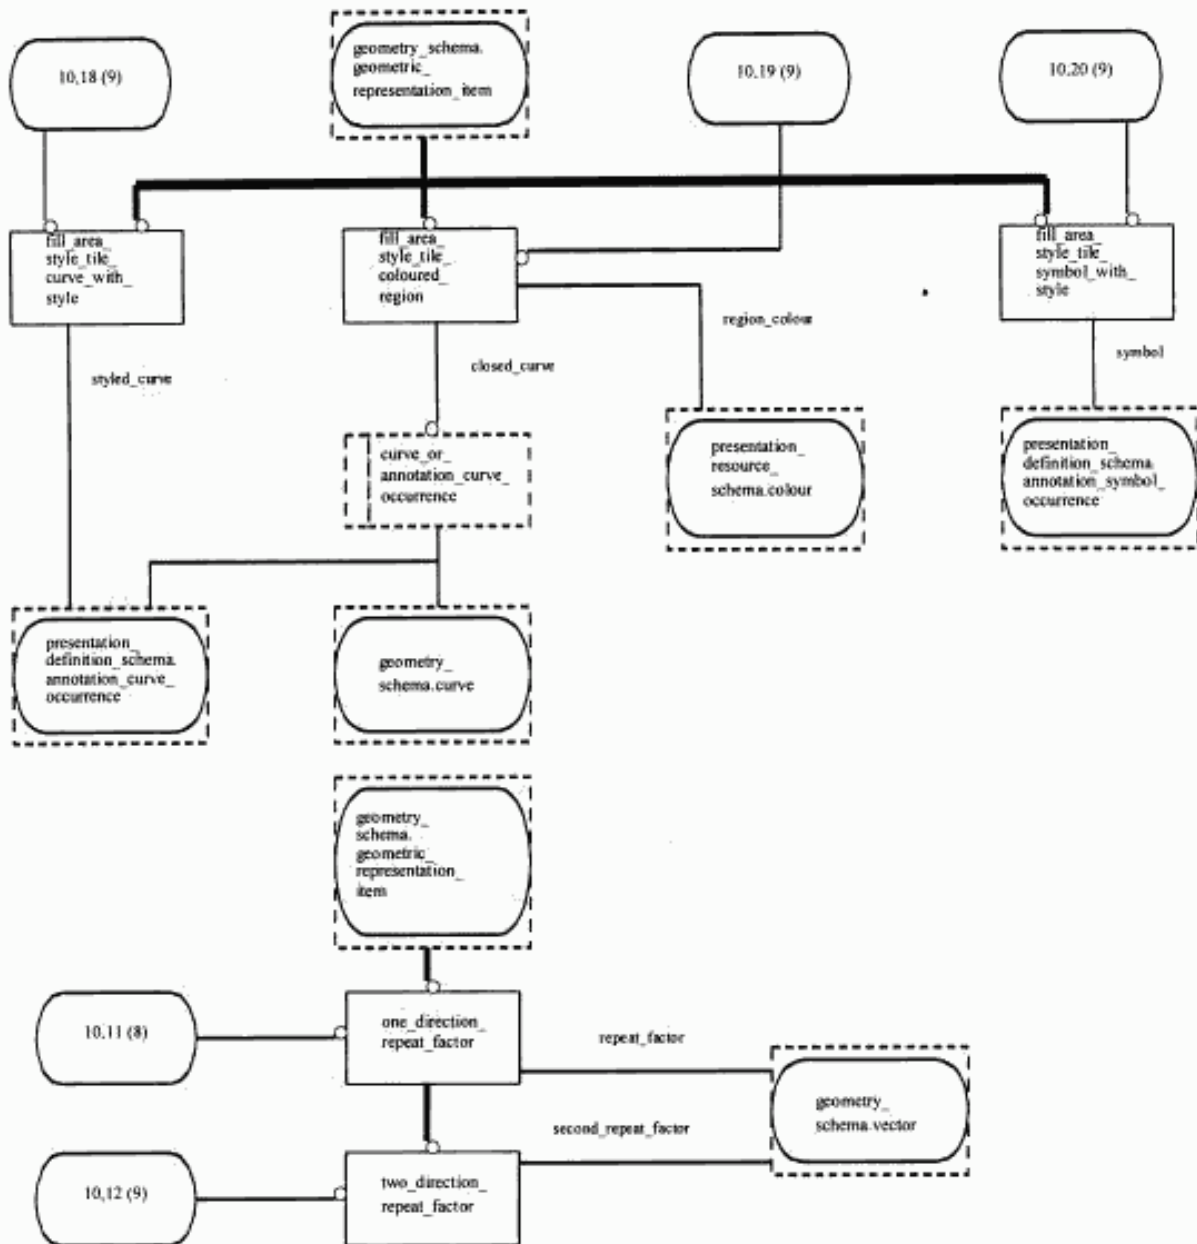 10,18 (9)
geometry_schema.
geometric_
representation_item
10,19 (9)
10,20 (9)
fill_area_
style_tile_
curve_with_
style
fill_area_
style_tile_
coloured_
region
fill_area_
style_tile_
symbol_with_
style
region_colour
styled_curve
closed_curve
symbol
curve_or_
annotation_curve_
occurrence
presentation_
resource_
schema.colour
presentation_
definition_schema.
annotation_symbol_
occurrence
presentation_
definition_schema.
annotation_curve_
occurrence
geometry_
schema.curve
geometry_
schema.
geometric_
representation_
item
10,11 (8)
one_direction_
repeat_factor
repeat_factor
geometry_
schema.vector
second_repeat_factor
10,12 (9)
two_direction_
repeat_factor